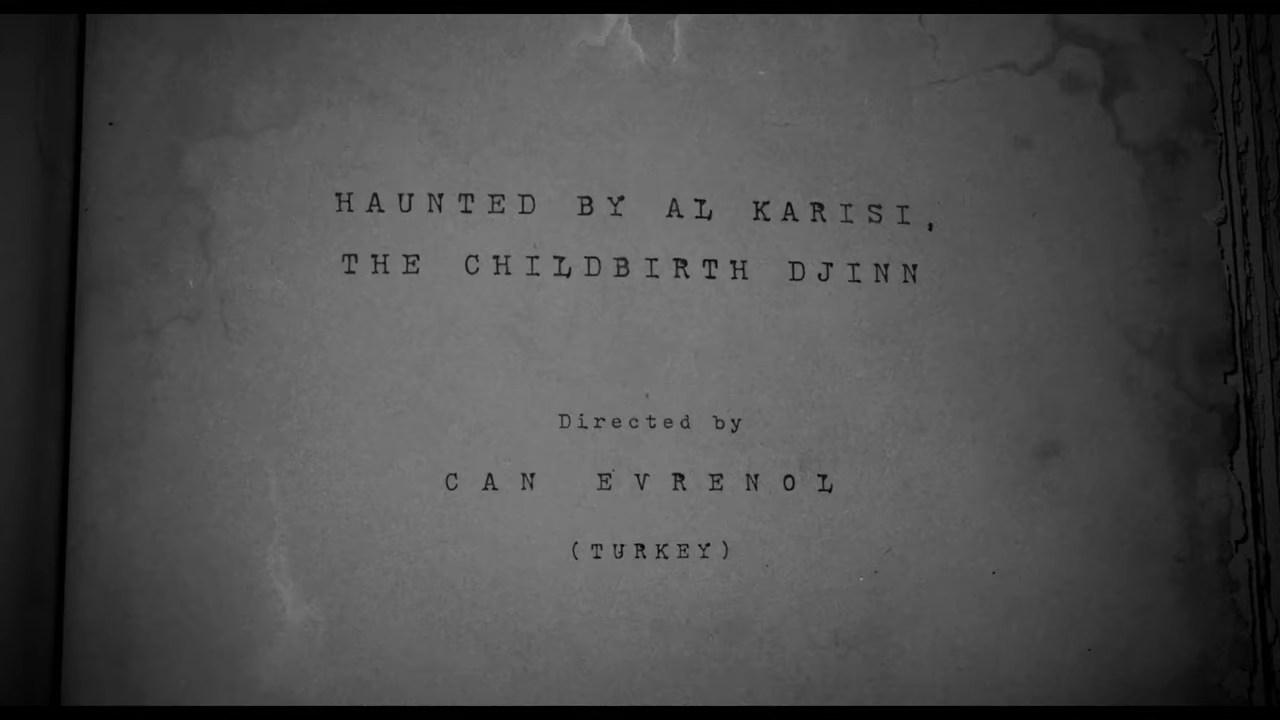 HAUNTED BY AL KARISI,
THE CHILDBIRTH DJINN
Directed by
CAN EVRENOL
(TURKEY)